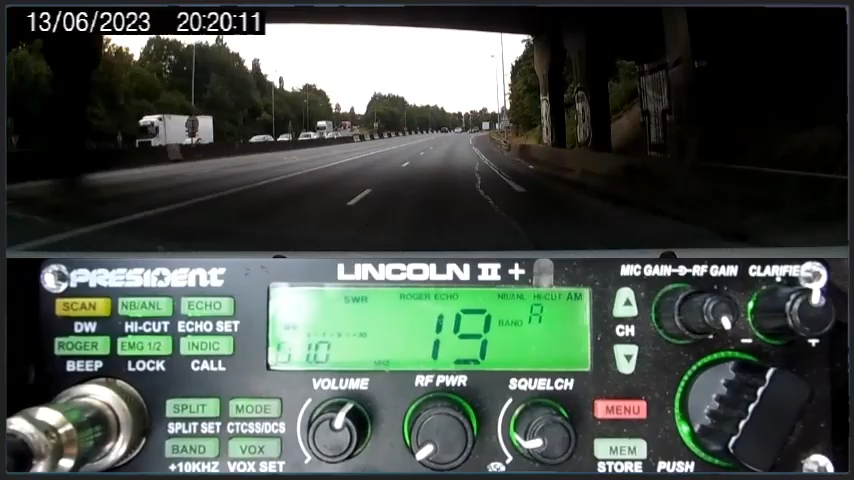 13/06/2023 20:20:11
PRESIDENT LINCOLN II + MIC GAIN RF GAIN CLARIFIER
SCAN NB/ANL ECHO
DW HI-CUT ECHO SET
ROGER EMG 1/2 INDIC
BEEP LOCK CALL
SWR ROGER ECHO NB/ANL HI-CUT AM
19 BAND A
CH
VOLUME RF PWR SQUELCH
SPLIT MODE
SPLIT SET CTCSS/DCS
BAND VOX
+10KHZ VOX SET
MENU
MEM
STORE PUSH